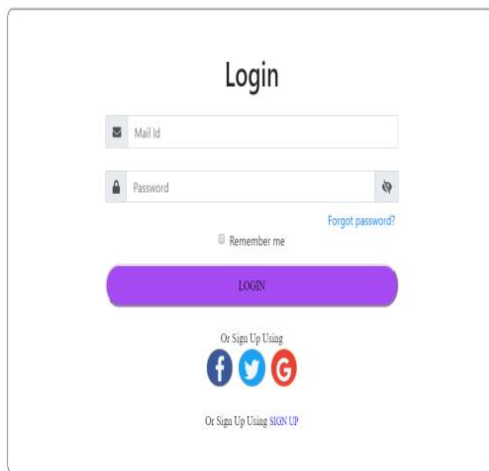 Login
Mail Id
Password
Forgot password?
Remember me
LOGIN
Or Sign Up Using
f G
Or Sign Up Using SIGN UP